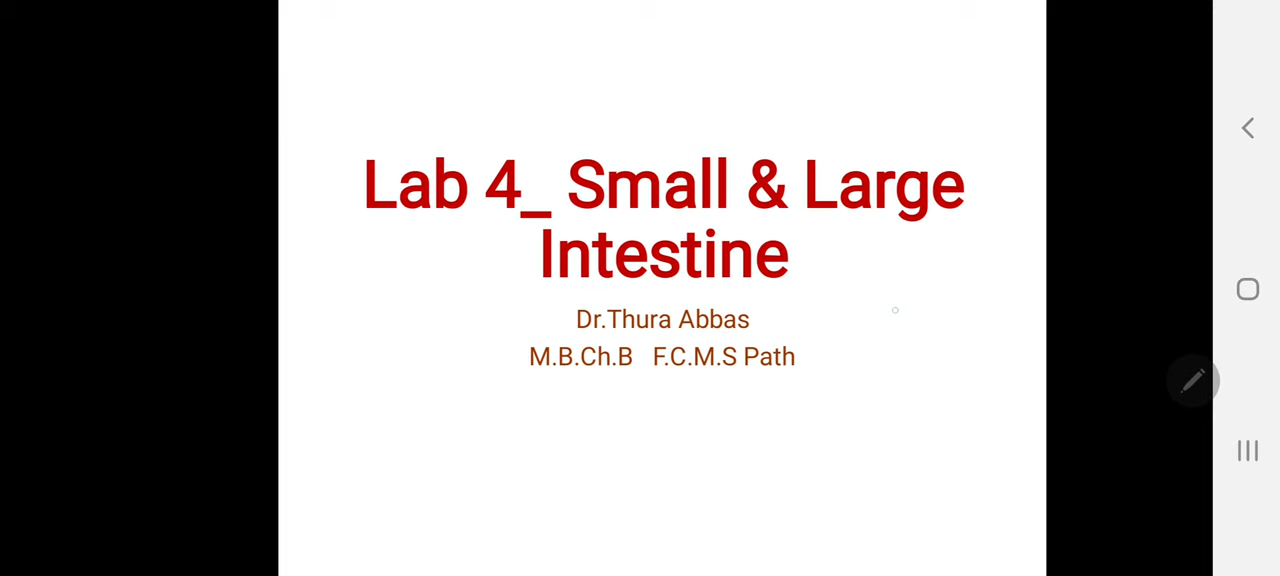 Lab 4_ Small & Large
Intestine
Dr.Thura Abbas
M.B.Ch.B   F.C.M.S Path